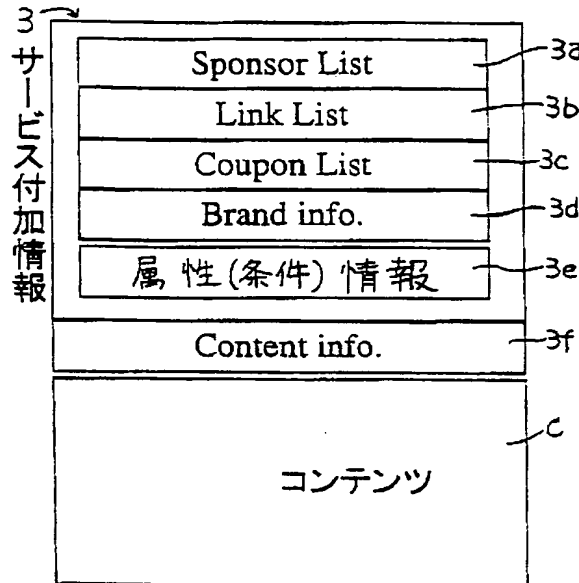 3
サービス付加情報
Sponsor List
3a
Link List
3b
Coupon List
3c
Brand info.
3d
属性(条件)情報
3e
Content info.
3f
C
コンテンツ